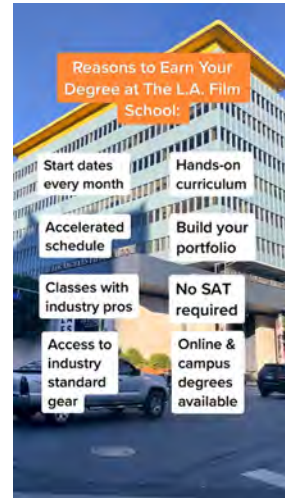 Reasons to Earn Your
Degree at The L.A. Film
School:
Start dates
every month
Hands-on
curriculum
Accelerated
schedule
Build your
portfolio
Classes with
industry pros
No SAT
required
Access to
industry
standard
gear
Online &
campus
degrees
available